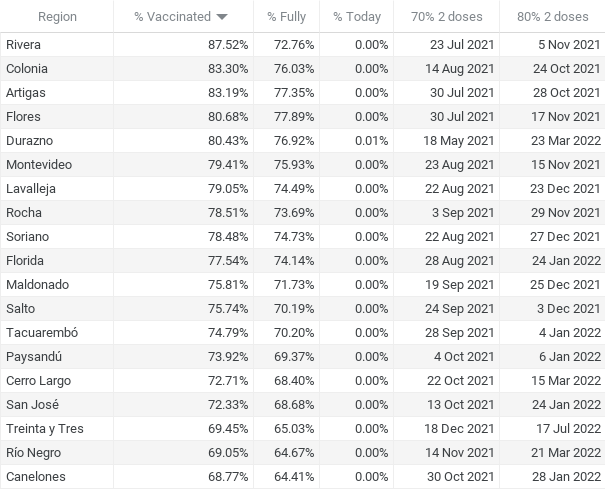 Region % Vaccinated % Fully % Today 70% 2 doses 80% 2 doses
Rivera 87.52% 72.76% 0.00% 23 Jul 2021 5 Nov 2021
Colonia 83.30% 76.03% 0.00% 14 Aug 2021 24 Oct 2021
Artigas 83.19% 77.35% 0.00% 30 Jul 2021 28 Oct 2021
Flores 80.68% 77.89% 0.00% 30 Jul 2021 17 Nov 2021
Durazno 80.43% 76.92% 0.01% 18 May 2021 23 Mar 2022
Montevideo 79.41% 75.93% 0.00% 23 Aug 2021 15 Nov 2021
Lavalleja 79.05% 74.49% 0.00% 22 Aug 2021 23 Dec 2021
Rocha 78.51% 73.69% 0.00% 3 Sep 2021 29 Nov 2021
Soriano 78.48% 74.73% 0.00% 22 Aug 2021 27 Dec 2021
Florida 77.54% 74.14% 0.00% 28 Aug 2021 24 Jan 2022
Maldonado 75.81% 71.73% 0.00% 19 Sep 2021 25 Dec 2021
Salto 75.74% 70.19% 0.00% 24 Sep 2021 3 Dec 2021
Tacuarembó 74.79% 70.20% 0.00% 28 Sep 2021 4 Jan 2022
Paysandú 73.92% 69.37% 0.00% 4 Oct 2021 6 Jan 2022
Cerro Largo 72.71% 68.40% 0.00% 22 Oct 2021 15 Mar 2022
San José 72.33% 68.68% 0.00% 13 Oct 2021 24 Jan 2022
Treinta y Tres 69.45% 65.03% 0.00% 18 Dec 2021 17 Jul 2022
Río Negro 69.05% 64.67% 0.00% 14 Nov 2021 21 Mar 2022
Canelones 68.77% 64.41% 0.00% 30 Oct 2021 28 Jan 2022